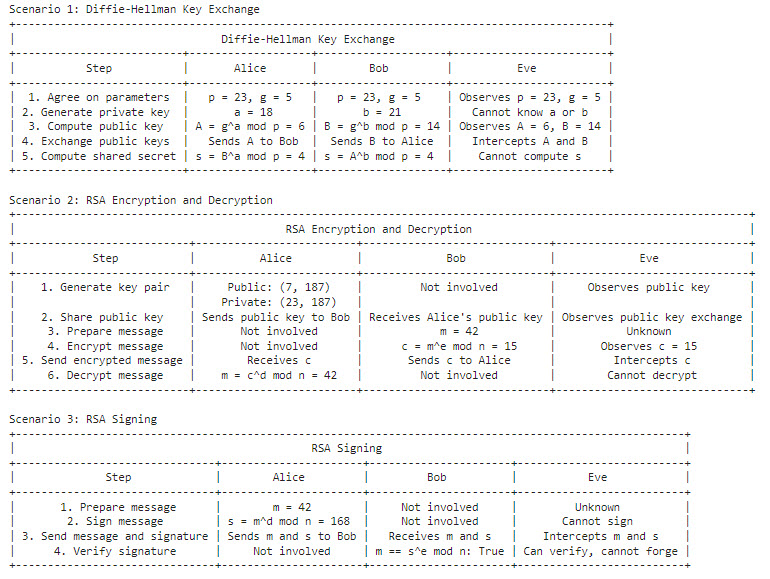 Scenario 1: Diffie-Hellman Key Exchange
Diffie-Hellman Key Exchange
Step | Alice | Bob | Eve
1. Agree on parameters | p = 23, g = 5 | p = 23, g = 5 | Observes p = 23, g = 5
2. Generate private key | a = 18 | b = 21 | Cannot know a or b
3. Compute public key | A = g^a mod p = 6 | B = g^b mod p = 14 | Observes A = 6, B = 14
4. Exchange public keys | Sends A to Bob | Sends B to Alice | Intercepts A and B
5. Compute shared secret | s = B^a mod p = 4 | s = A^b mod p = 4 | Cannot compute s
Scenario 2: RSA Encryption and Decryption
RSA Encryption and Decryption
Step | Alice | Bob | Eve
1. Generate key pair | Public: (7, 187) | Not involved | Observes public key
Private: (23, 187)
2. Share public key | Sends public key to Bob | Receives Alice's public key | Observes public key exchange
3. Prepare message | Not involved | m = 42 | Unknown
4. Encrypt message | Not involved | c = m^e mod n = 15 | Observes c = 15
5. Send encrypted message | Receives c | Sends c to Alice | Intercepts c
6. Decrypt message | m = c^d mod n = 42 | Not involved | Cannot decrypt
Scenario 3: RSA Signing
RSA Signing
Step | Alice | Bob | Eve
1. Prepare message | m = 42 | Not involved | Unknown
2. Sign message | s = m^d mod n = 168 | Not involved | Cannot sign
3. Send message and signature | Sends m and s to Bob | Receives m and s | Intercepts m and s
4. Verify signature | Not involved | m == s^e mod n: True | Can verify, cannot forge